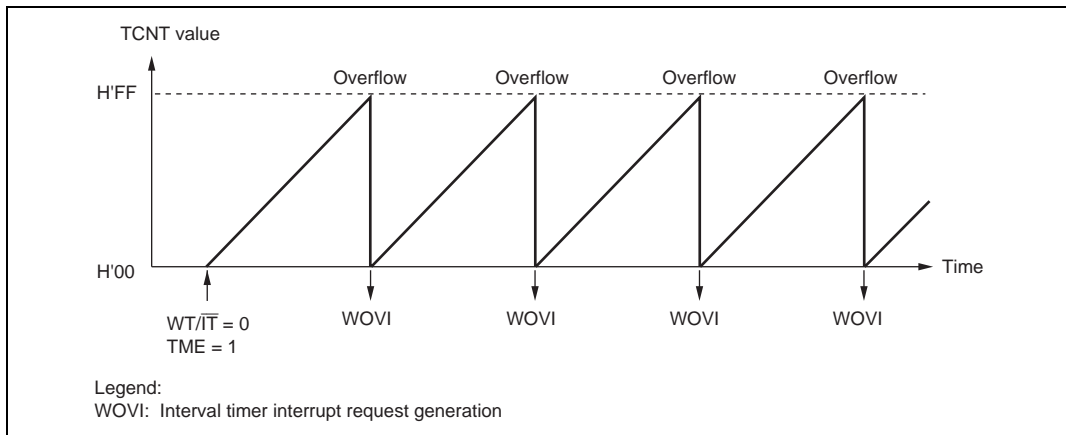 TCNT value
Overflow Overflow Overflow Overflow
H'FF
H'00
Time
WT/I̅T̅ = 0
TME = 1
WOVI WOVI WOVI WOVI
Legend:
WOVI: Interval timer interrupt request generation